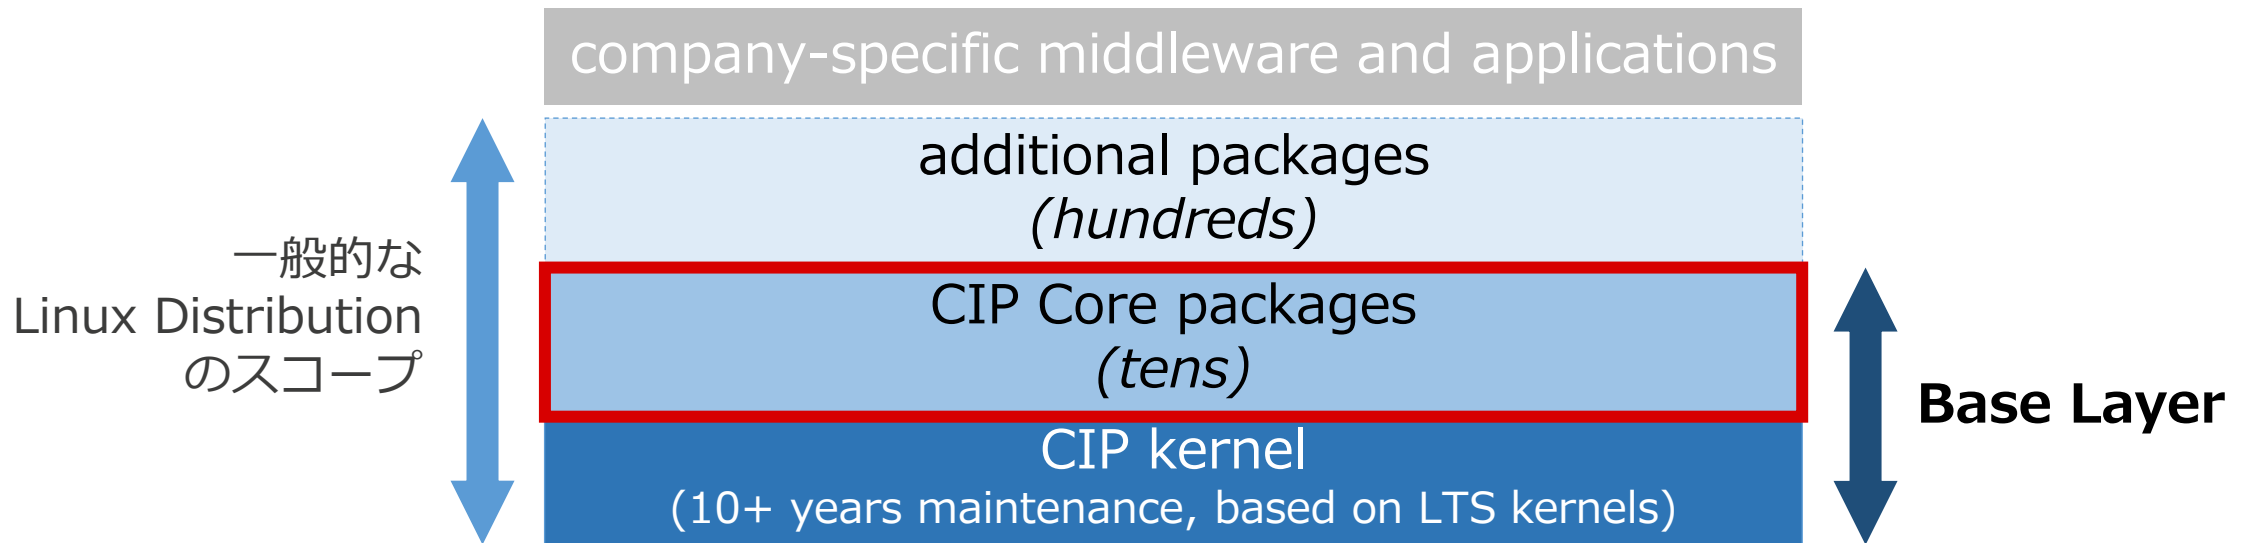 company-specific middleware and applications
additional packages
(hundreds)
一般的な
Linux Distribution
のスコープ
CIP Core packages
(tens)
Base Layer
CIP kernel
(10+ years maintenance, based on LTS kernels)